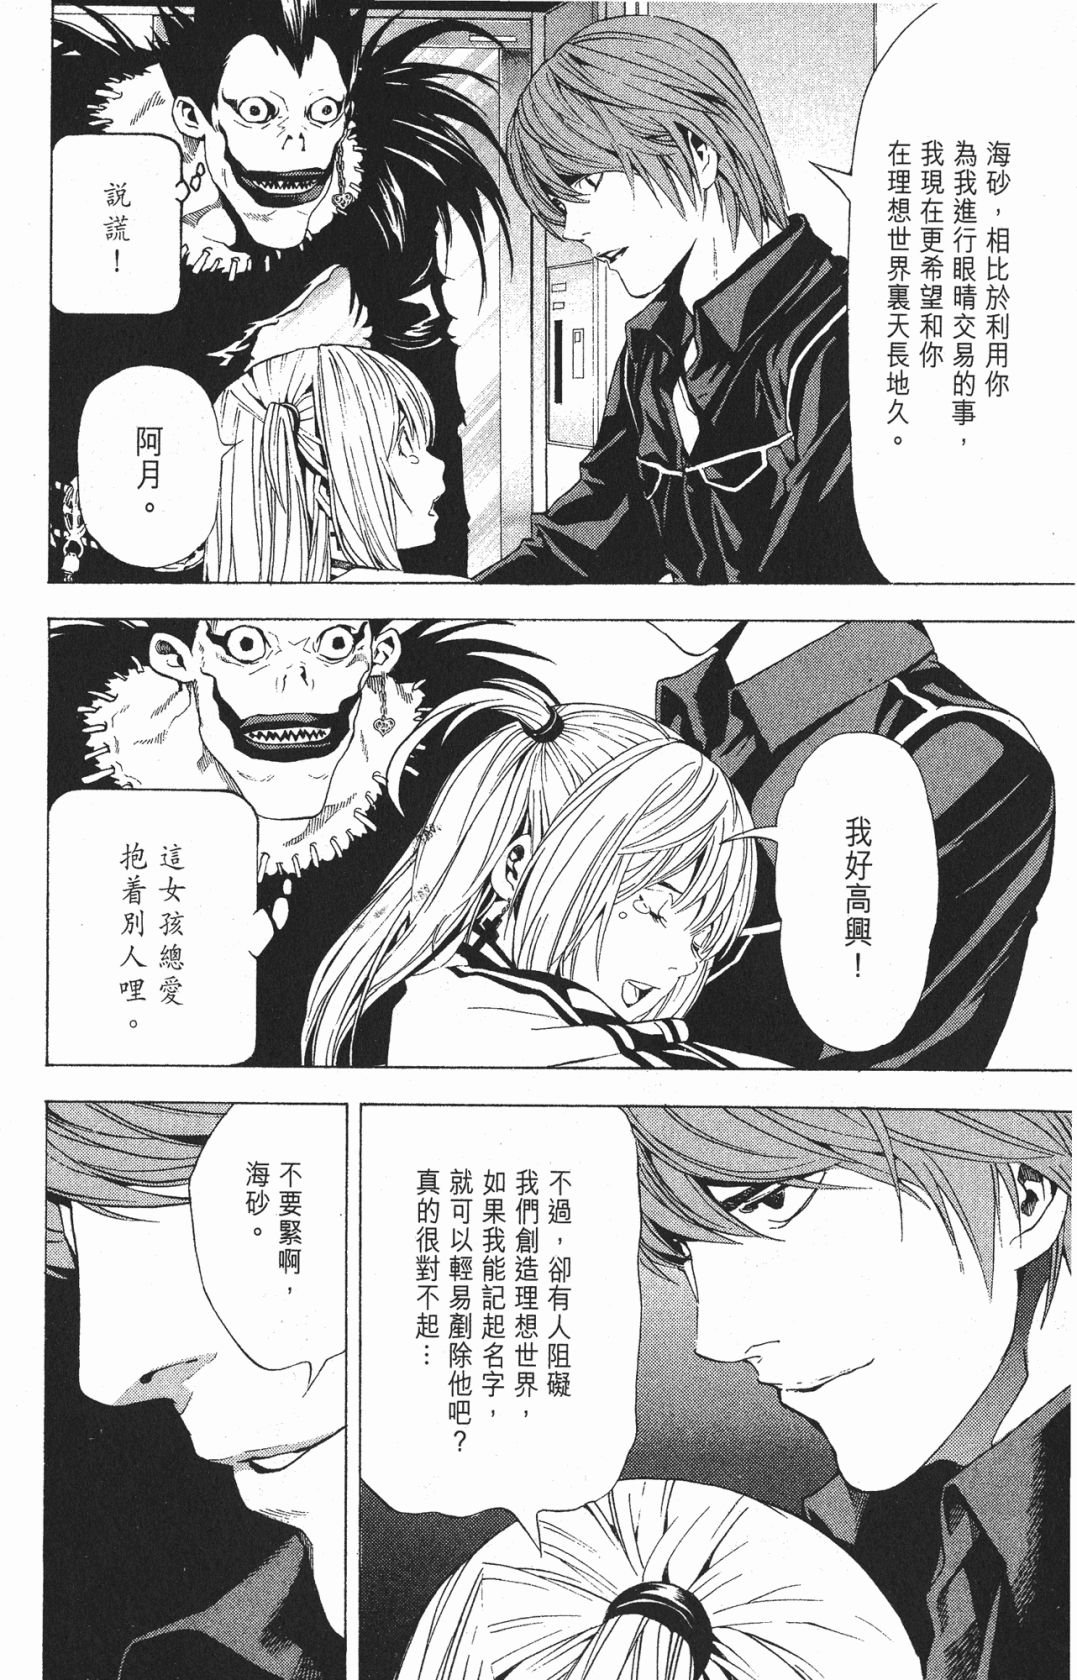 海砂，相比於利用你
為我進行眼睛交易的事，
我現在更希望和你
在理想世界裏天長地久。
說謊！
阿月。
我好高興！
這女孩總愛
抱着別人哩。
不過，卻有人阻礙
我們創造理想世界，
如果我能記起名字，
就可以輕易剷除他吧？
真的很對不起…
不要緊啊，
海砂。